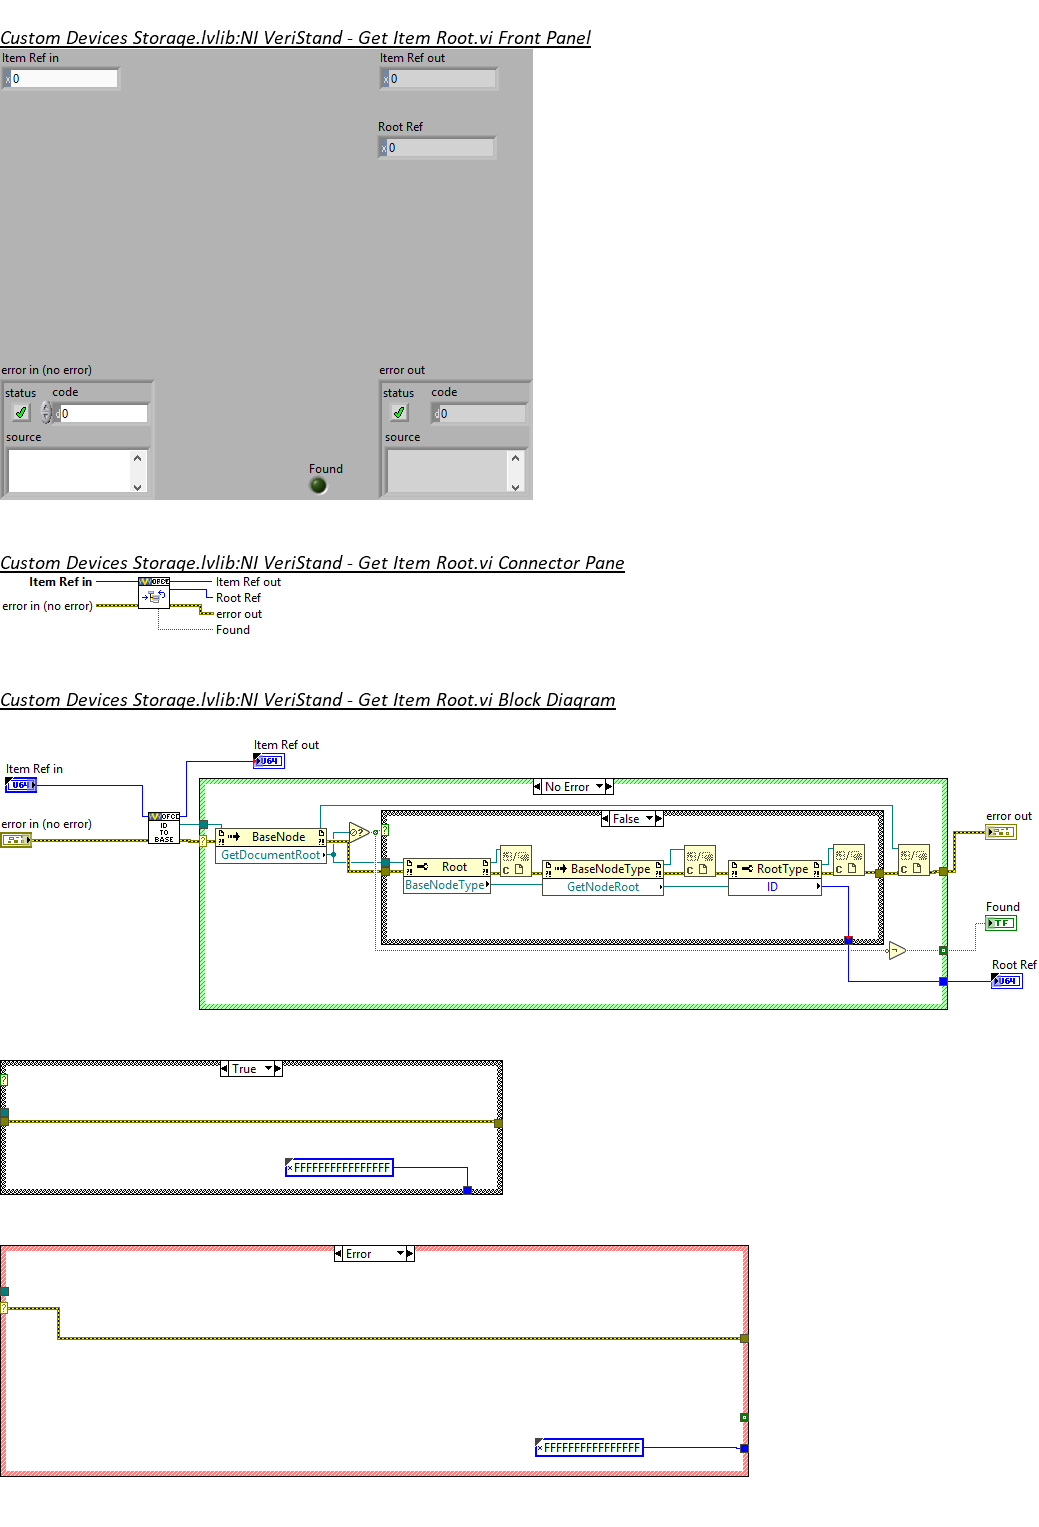 Custom Devices Storage.lvlib:NI VeriStand - Get Item Root.vi Front Panel
Item Ref in
Item Ref out
x 0
x 0
Root Ref
x 0
error in (no error)
error out
status
code
status
code
d 0
d 0
source
source
Found
Custom Devices Storage.lvlib:NI VeriStand - Get Item Root.vi Connector Pane
Item Ref in
Item Ref out
Root Ref
error in (no error)
error out
Found
Custom Devices Storage.lvlib:NI VeriStand - Get Item Root.vi Block Diagram
Item Ref out
U64
Item Ref in
U64
No Error
error in (no error)
ID
TO
BASE
False
error out
BaseNode
GetDocumentRoot
Root
BaseNodeType
BaseNodeType
GetNodeRoot
RootType
ID
C
C
C
C
Found
TF
Root Ref
U64
True
?
x FFFFFFFFFFFFFFFF
Error
?
x FFFFFFFFFFFFFFFF